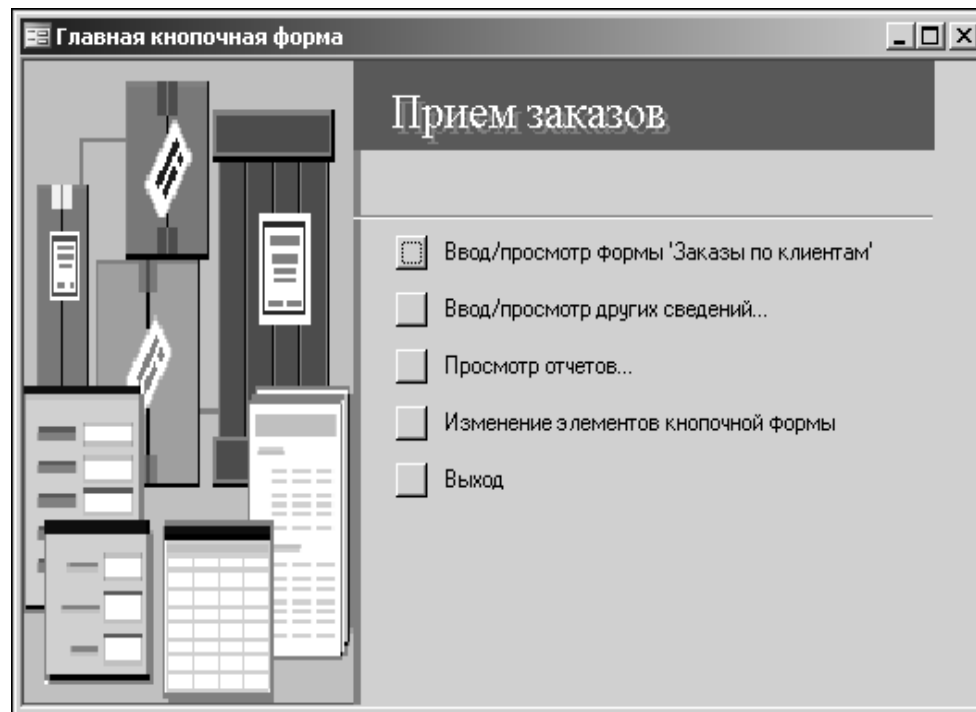 Главная кнопочная форма
Прием заказов
Ввод/просмотр формы 'Заказы по клиентам'
Ввод/просмотр других сведений...
Просмотр отчетов...
Изменение элементов кнопочной формы
Выход